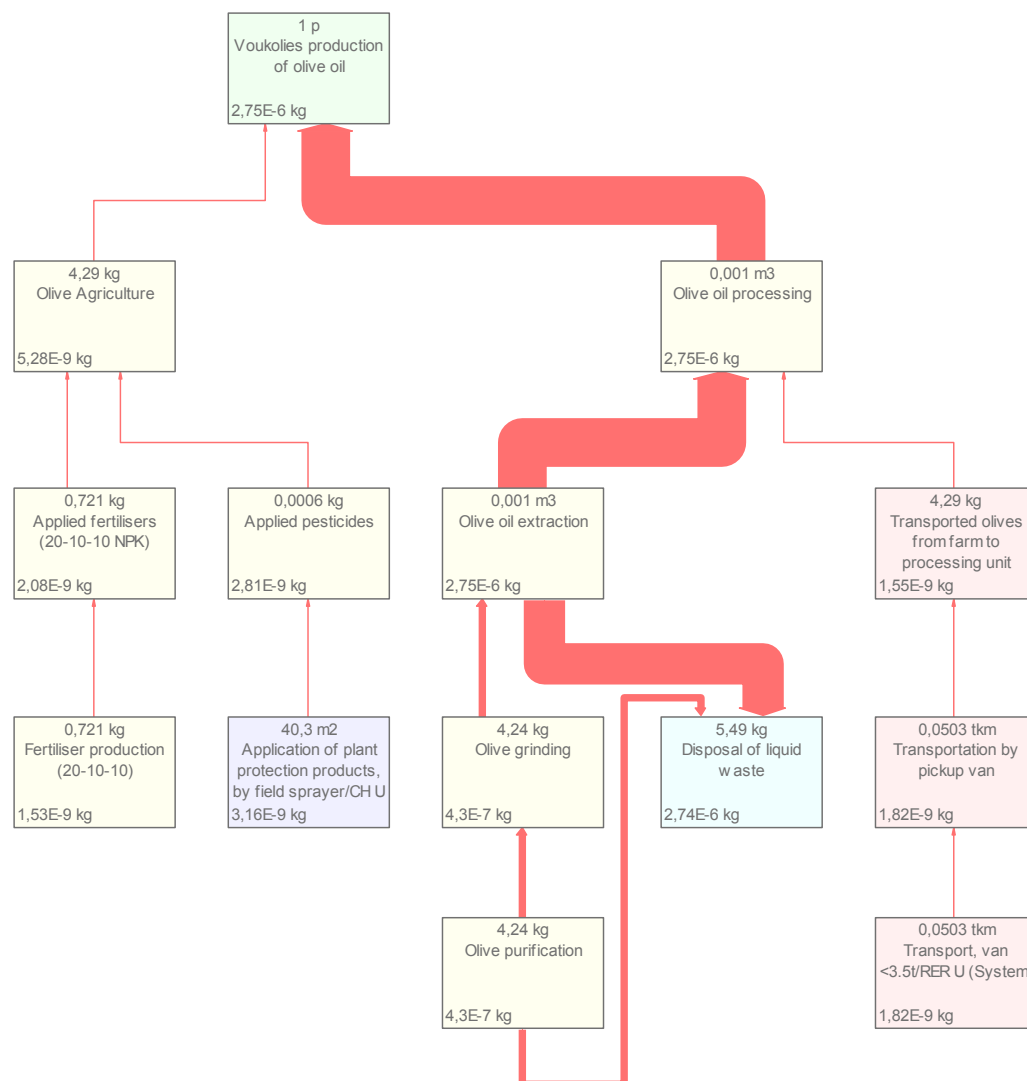 1 p
Voukolies production
of olive oil
2,75E-6 kg
4,29 kg
Olive Agriculture
5,28E-9 kg
0,001 m3
Olive oil processing
2,75E-6 kg
0,721 kg
Applied fertilisers
(20-10-10 NPK)
2,08E-9 kg
0,0006 kg
Applied pesticides
2,81E-9 kg
0,001 m3
Olive oil extraction
2,75E-6 kg
4,29 kg
Transported olives
from farm to
processing unit
1,55E-9 kg
0,721 kg
Fertiliser production
(20-10-10)
1,53E-9 kg
40,3 m2
Application of plant
protection products,
by field sprayer/CH U
3,16E-9 kg
4,24 kg
Olive grinding
4,3E-7 kg
5,49 kg
Disposal of liquid
waste
2,74E-6 kg
0,0503 tkm
Transportation by
pickup van
1,82E-9 kg
4,24 kg
Olive purification
4,3E-7 kg
0,0503 tkm
Transport, van
<3.5t/RER U (System
1,82E-9 kg